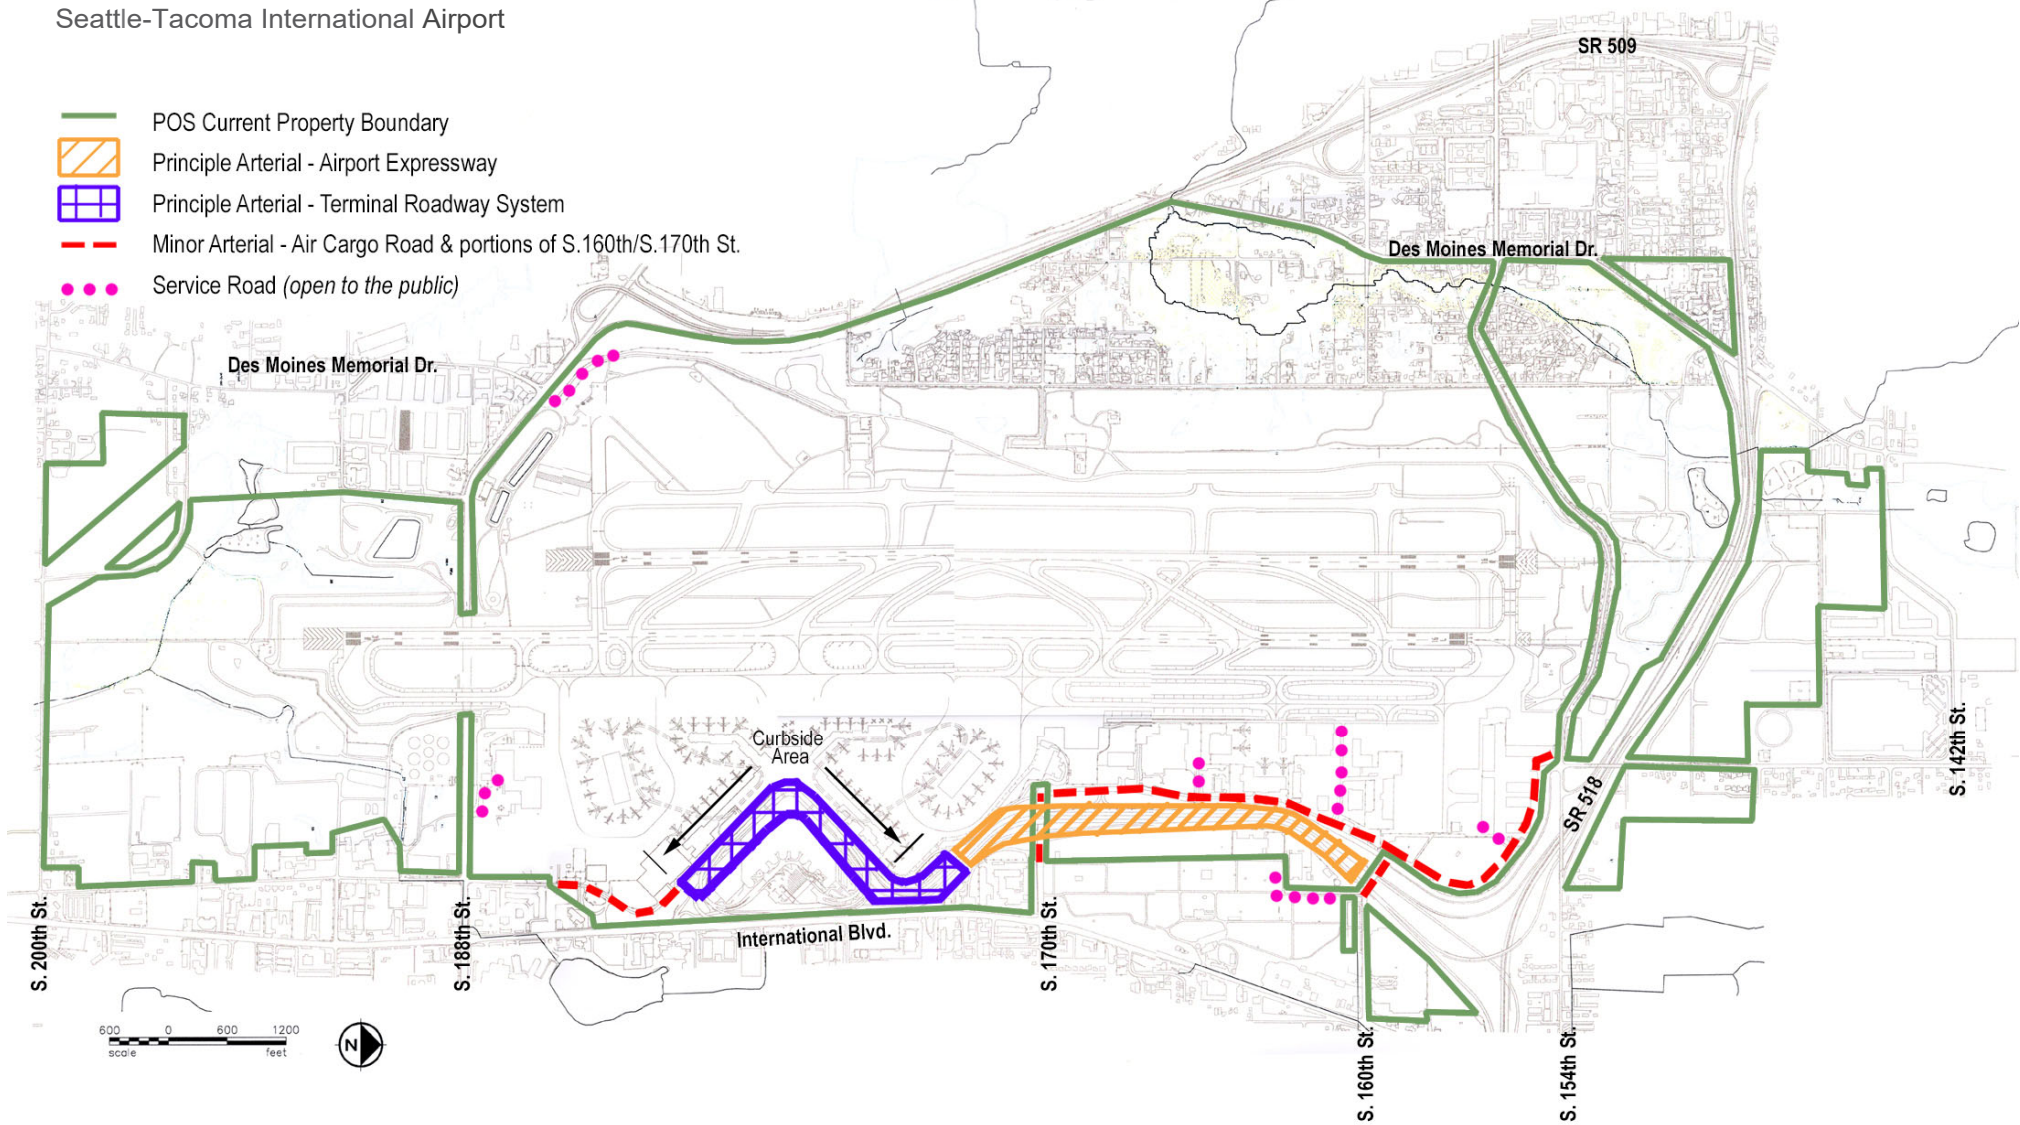 Seattle-Tacoma International Airport
POS Current Property Boundary
Principle Arterial - Airport Expressway
Principle Arterial - Terminal Roadway System
Minor Arterial - Air Cargo Road & portions of S.160th/S.170th St.
Service Road (open to the public)
SR 509
Des Moines Memorial Dr.
Des Moines Memorial Dr.
Curbside
Area
S. 142th St.
SR 518
International Blvd.
S. 200th St.
S. 188th St.
S. 170th St.
S. 160th St.
S. 154th St.
600 0 600 1200
scale feet
N